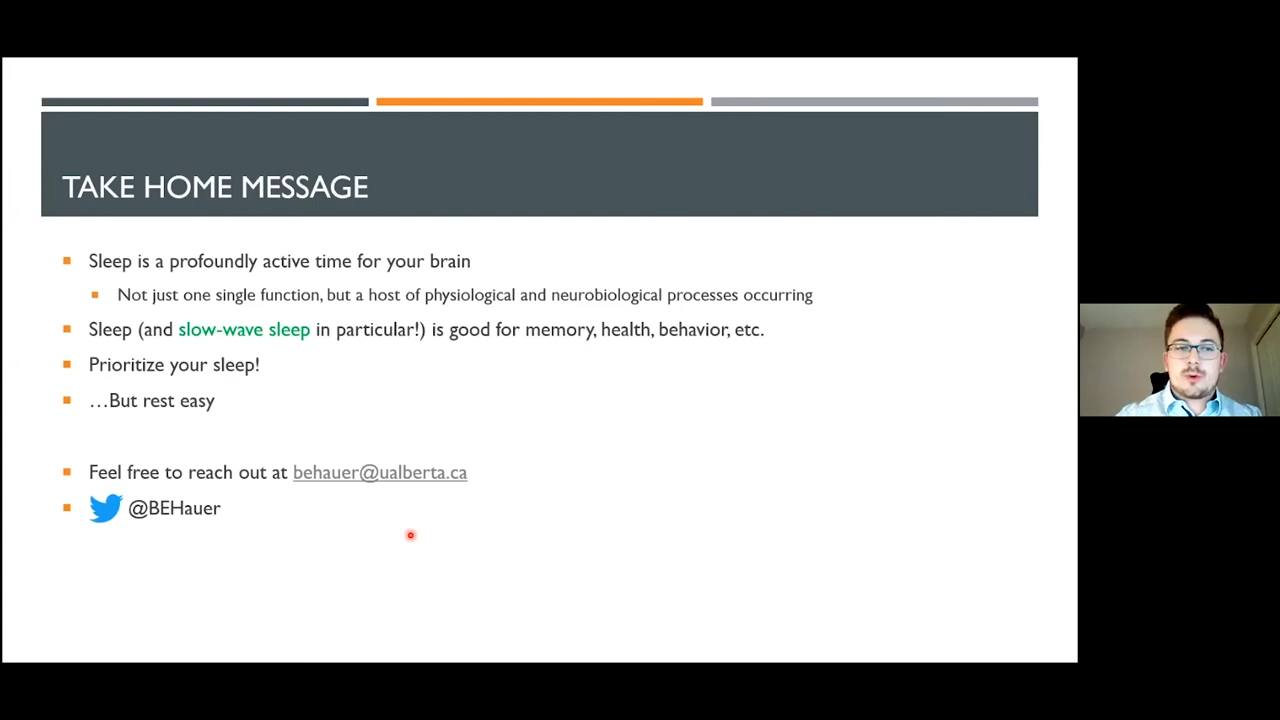 TAKE HOME MESSAGE
Sleep is a profoundly active time for your brain
Not just one single function, but a host of physiological and neurobiological processes occurring
Sleep (and slow-wave sleep in particular!) is good for memory, health, behavior, etc.
Prioritize your sleep!
…But rest easy
Feel free to reach out at behauer@ualberta.ca
@BEHauer